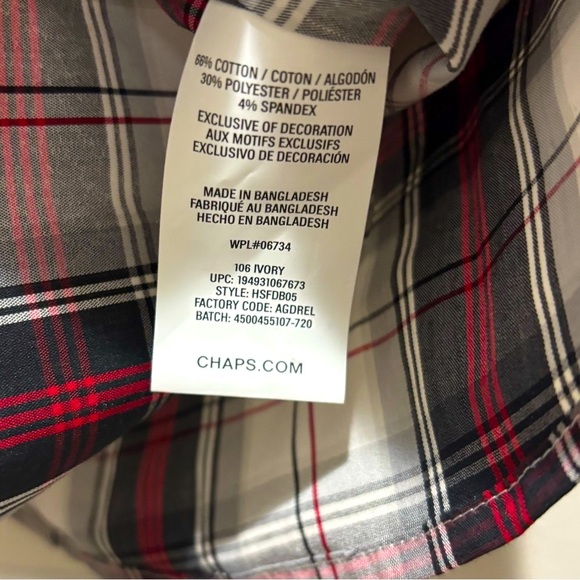 66% COTTON / COTON / ALGODÓN
30% POLYESTER / POLIÉSTER
4% SPANDEX
EXCLUSIVE OF DECORATION
AUX MOTIFS EXCLUSIFS
EXCLUSIVO DE DECORACIÓN
MADE IN BANGLADESH
FABRIQUÉ AU BANGLADESH
HECHO EN BANGLADESH
WPL#06734
106 IVORY
UPC: 194931067673
STYLE: HSFDB05
FACTORY CODE: AGDREL
BATCH: 4500455107-720
CHAPS.COM